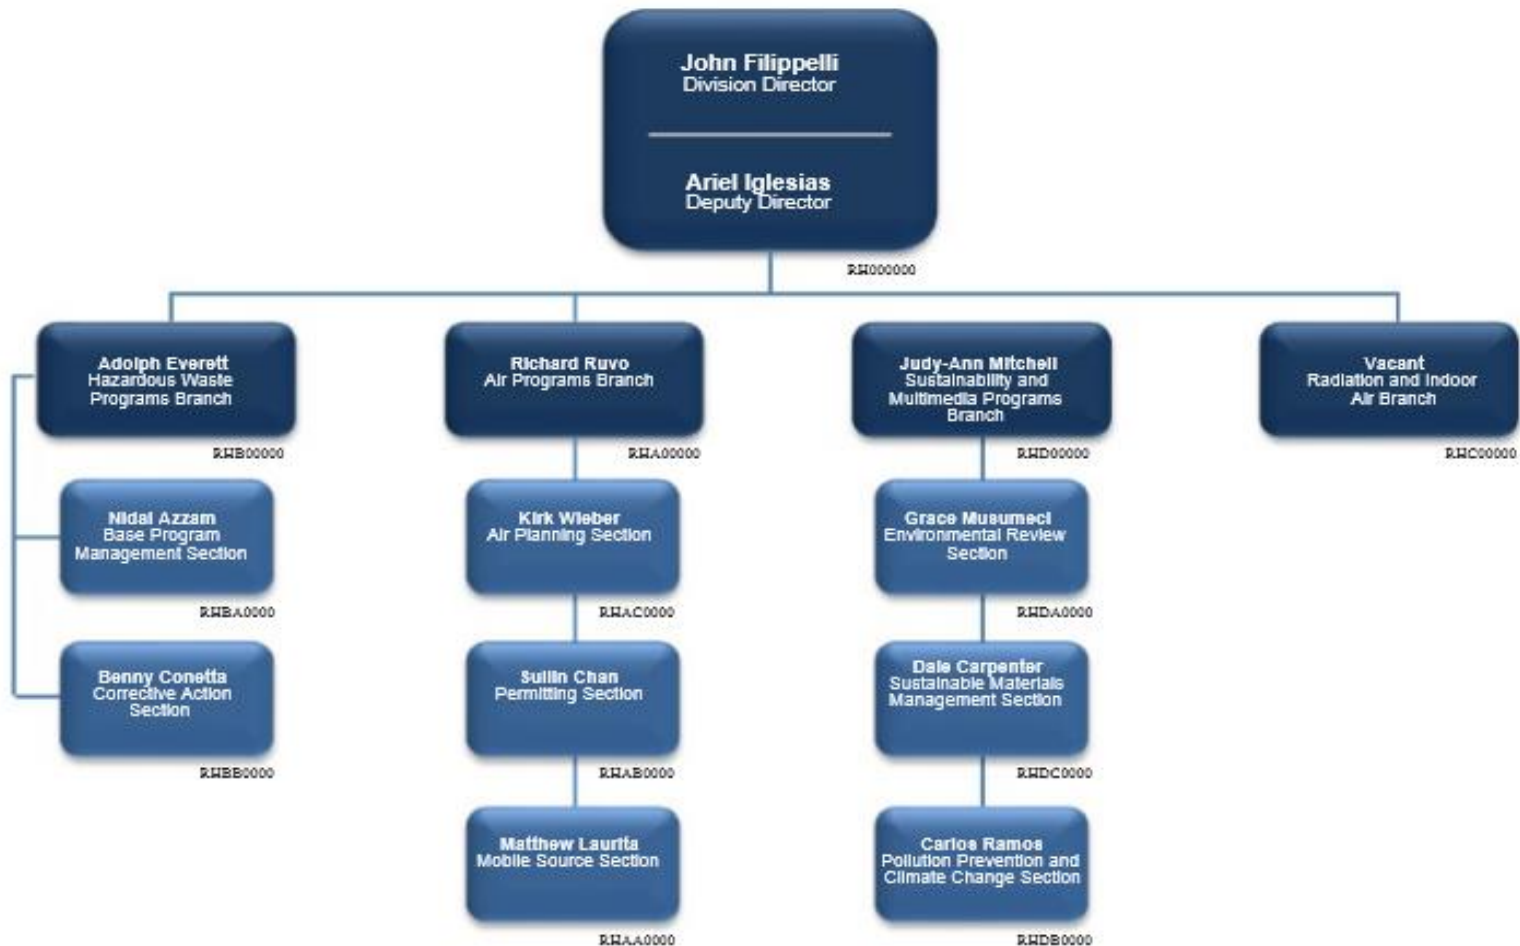 John Filippelli
Division Director
Ariel Iglesias
Deputy Director
RH000000
Adolph Everett
Hazardous Waste
Programs Branch
RHB00000
Richard Ruvo
Air Programs Branch
RHA00000
Judy-Ann Mitchell
Sustainability and
Multimedia Programs
Branch
RHD00000
Vacant
Radiation and Indoor
Air Branch
RHC00000
Nidal Azzam
Base Program
Management Section
RHBA0000
Kirk Wieber
Air Planning Section
RHAC0000
Grace Musumeci
Environmental Review
Section
RHDA0000
Benny Conetta
Corrective Action
Section
RHBB0000
Suilin Chan
Permitting Section
RHAB0000
Dale Carpenter
Sustainable Materials
Management Section
RHDC0000
Matthew Laurita
Mobile Source Section
RHAA0000
Carlos Ramos
Pollution Prevention and
Climate Change Section
RHDB0000